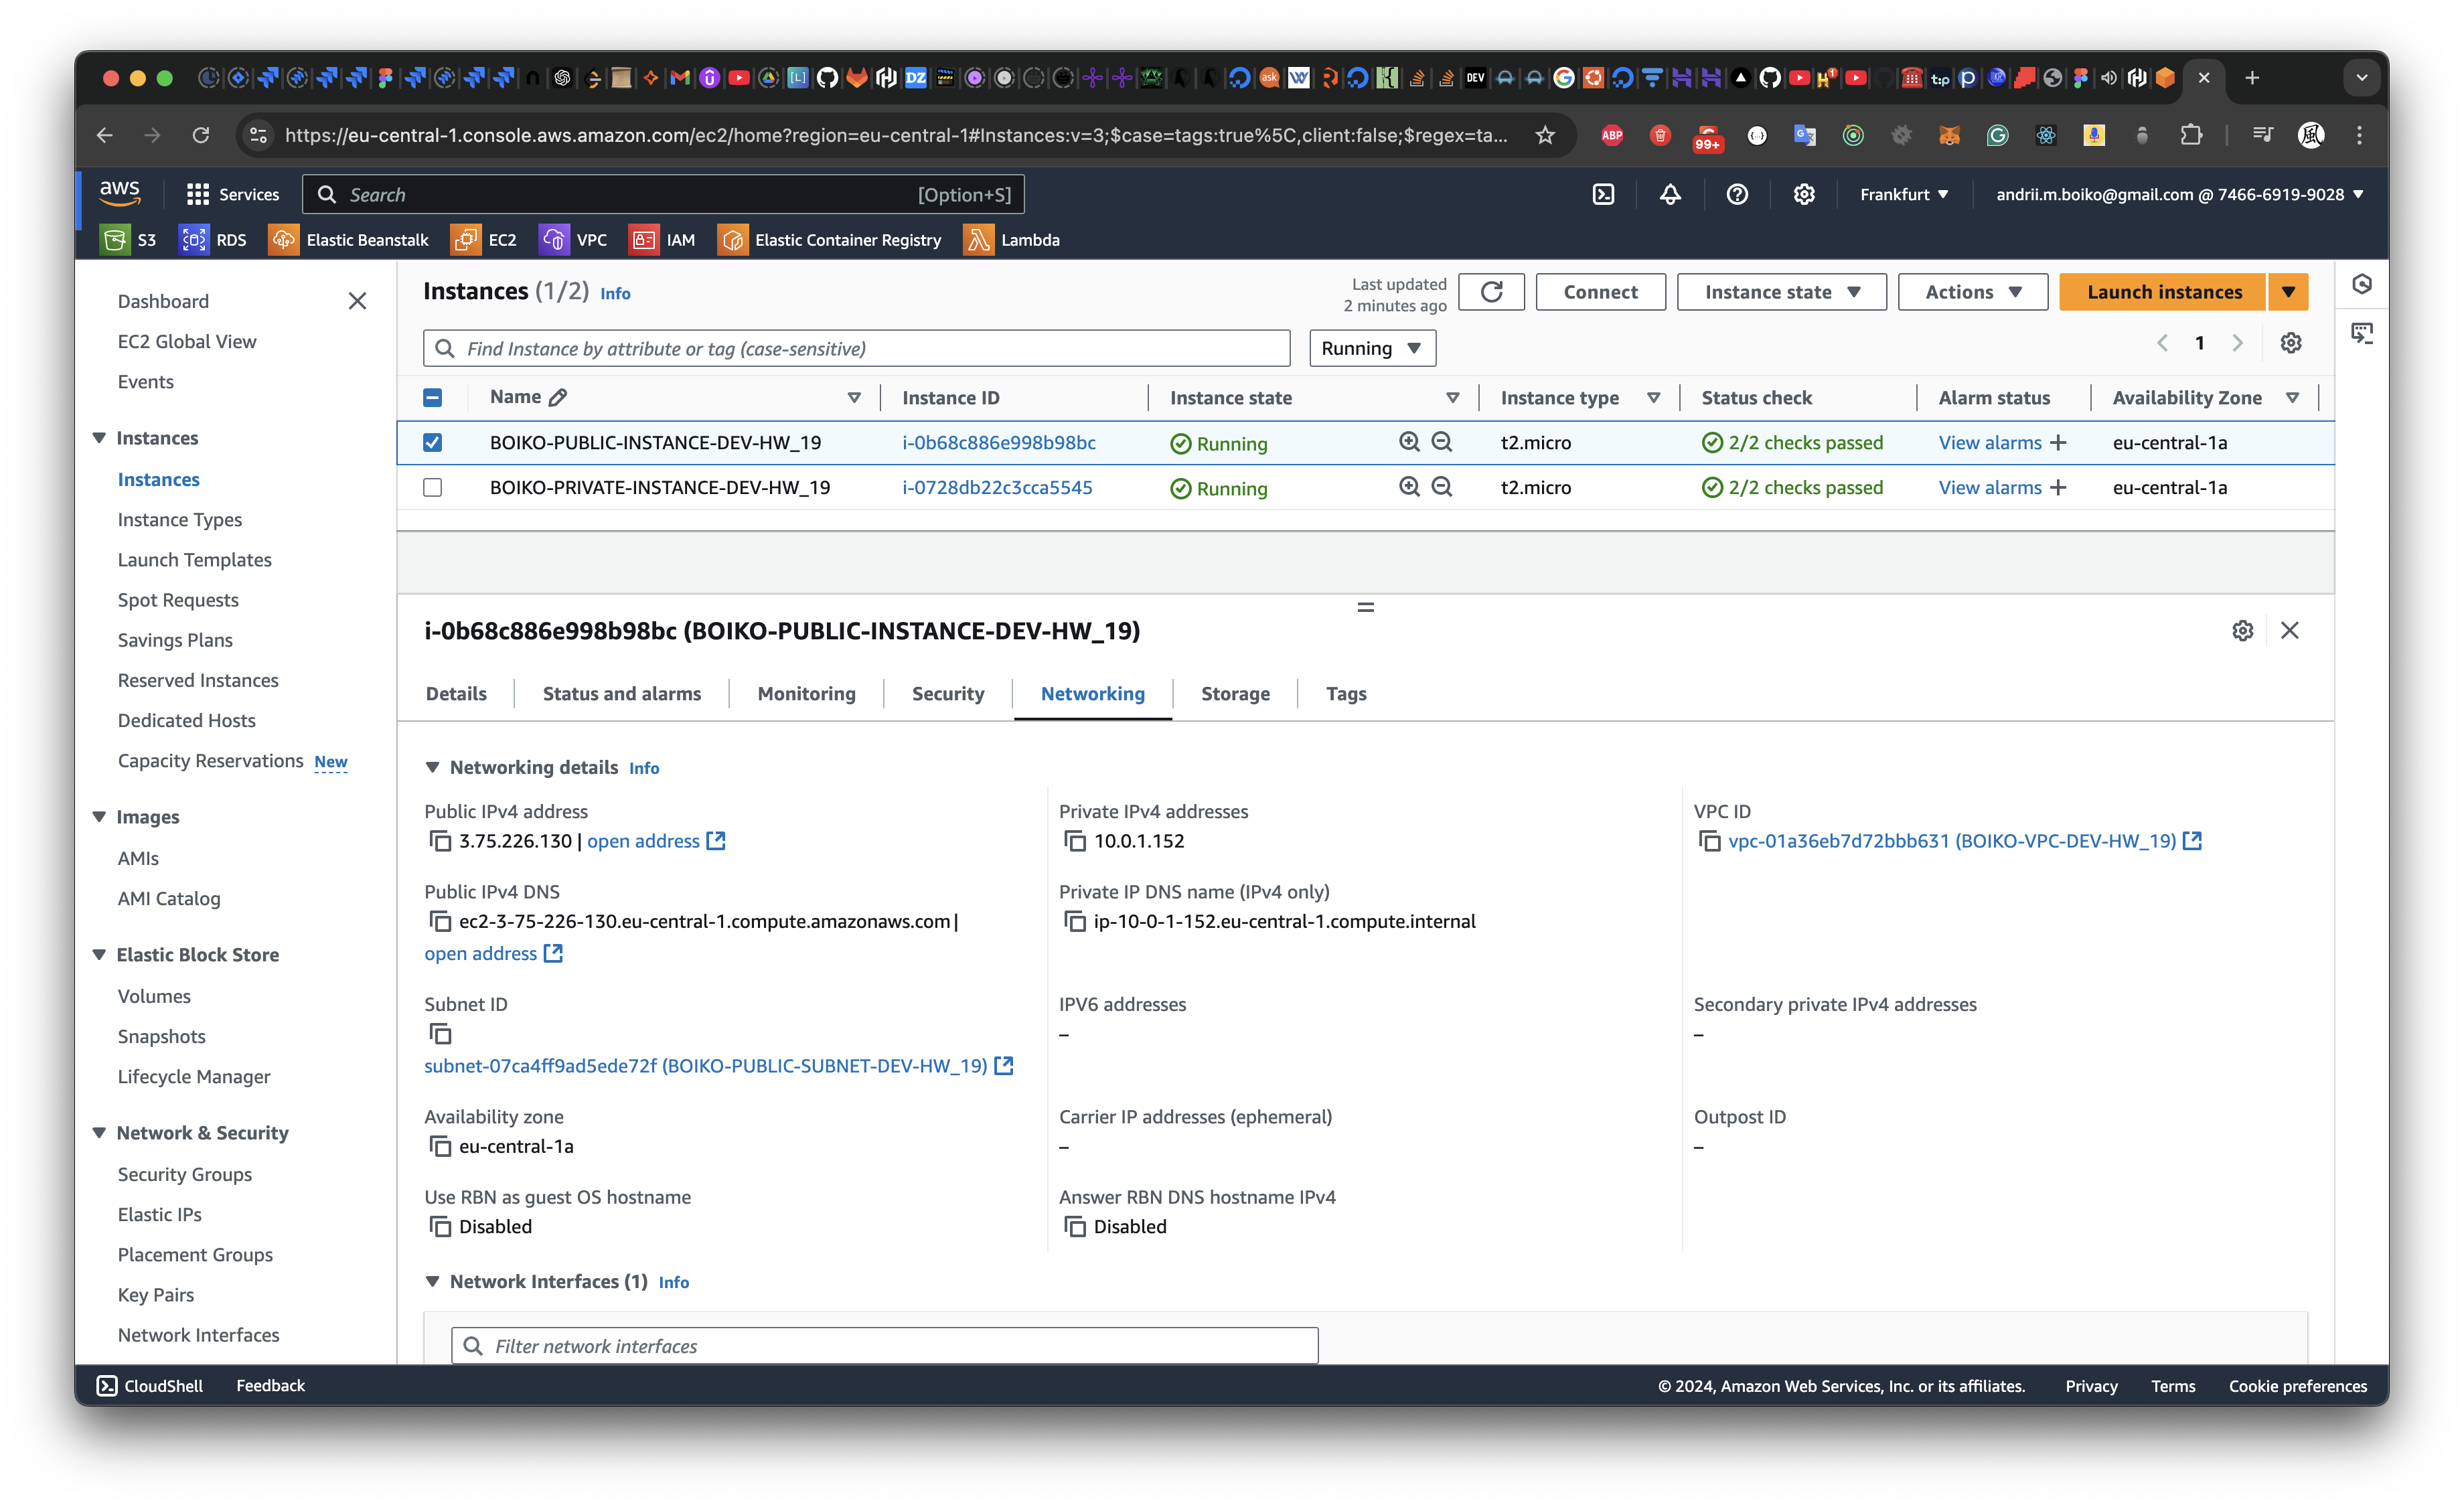 https://eu-central-1.console.aws.amazon.com/ec2/home?region=eu-central-1#Instances:v=3;$case=tags:true%5C,client:false;$regex=ta...
ABP
99+
aws
Services
Search
[Option+S]
Frankfurt
andrii.m.boiko@gmail.com @ 7466-6919-9028
S3
RDS
Elastic Beanstalk
EC2
VPC
IAM
Elastic Container Registry
Lambda
Dashboard
EC2 Global View
Events
Instances
Instances
Instance Types
Launch Templates
Spot Requests
Savings Plans
Reserved Instances
Dedicated Hosts
Capacity Reservations New
Images
AMIs
AMI Catalog
Elastic Block Store
Volumes
Snapshots
Lifecycle Manager
Network & Security
Security Groups
Elastic IPs
Placement Groups
Key Pairs
Network Interfaces
Instances (1/2) Info
Last updated
2 minutes ago
Connect
Instance state
Actions
Launch instances
Find Instance by attribute or tag (case-sensitive)
Running
1
Name
Instance ID
Instance state
Instance type
Status check
Alarm status
Availability Zone
BOIKO-PUBLIC-INSTANCE-DEV-HW_19 i-0b68c886e998b98bc Running t2.micro 2/2 checks passed View alarms eu-central-1a
BOIKO-PRIVATE-INSTANCE-DEV-HW_19 i-0728db22c3cca5545 Running t2.micro 2/2 checks passed View alarms eu-central-1a
i-0b68c886e998b98bc (BOIKO-PUBLIC-INSTANCE-DEV-HW_19)
Details
Status and alarms
Monitoring
Security
Networking
Storage
Tags
Networking details Info
Public IPv4 address
3.75.226.130 | open address
Private IPv4 addresses
10.0.1.152
VPC ID
vpc-01a36eb7d72bbb631 (BOIKO-VPC-DEV-HW_19)
Public IPv4 DNS
ec2-3-75-226-130.eu-central-1.compute.amazonaws.com |
open address
Private IP DNS name (IPv4 only)
ip-10-0-1-152.eu-central-1.compute.internal
Subnet ID
subnet-07ca4ff9ad5ede72f (BOIKO-PUBLIC-SUBNET-DEV-HW_19)
IPV6 addresses
–
Secondary private IPv4 addresses
–
Availability zone
eu-central-1a
Carrier IP addresses (ephemeral)
–
Outpost ID
–
Use RBN as guest OS hostname
Disabled
Answer RBN DNS hostname IPv4
Disabled
Network Interfaces (1) Info
Filter network interfaces
CloudShell
Feedback
© 2024, Amazon Web Services, Inc. or its affiliates.
Privacy
Terms
Cookie preferences